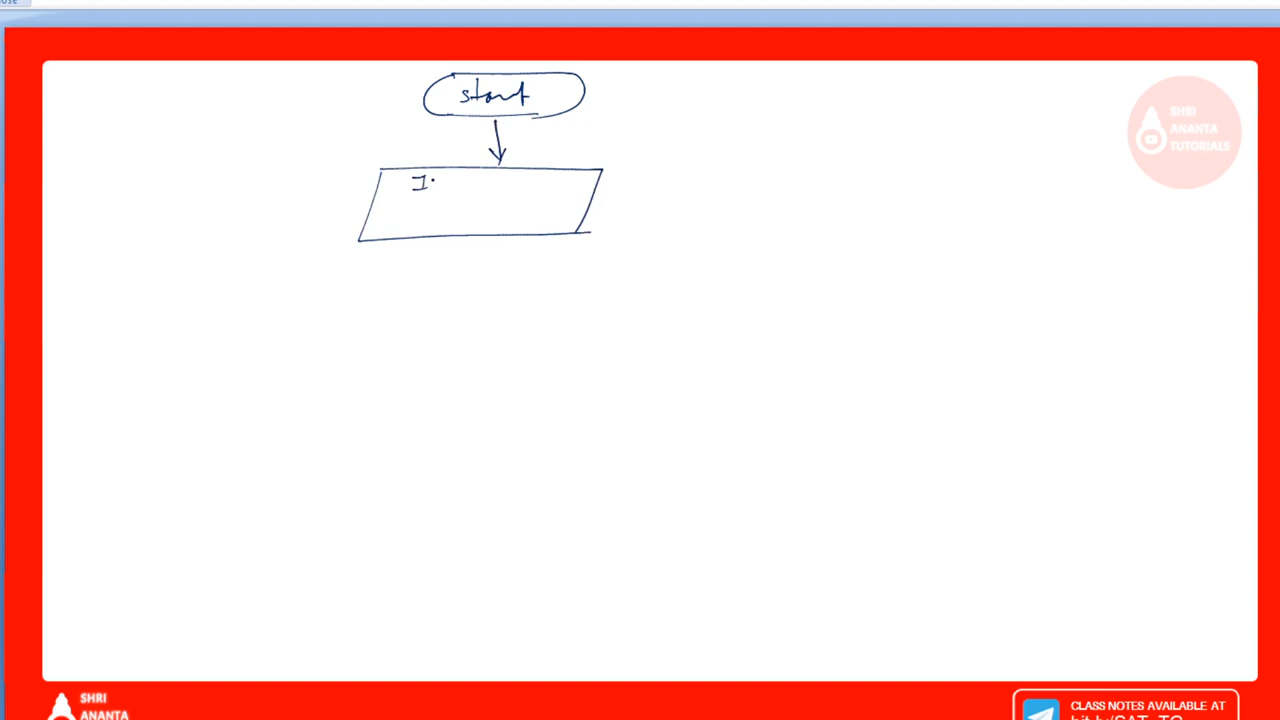 start
I
SHRI
ANANTA
TUTORIALS
SHRI
ANANTA
CLASS NOTES AVAILABLE AT